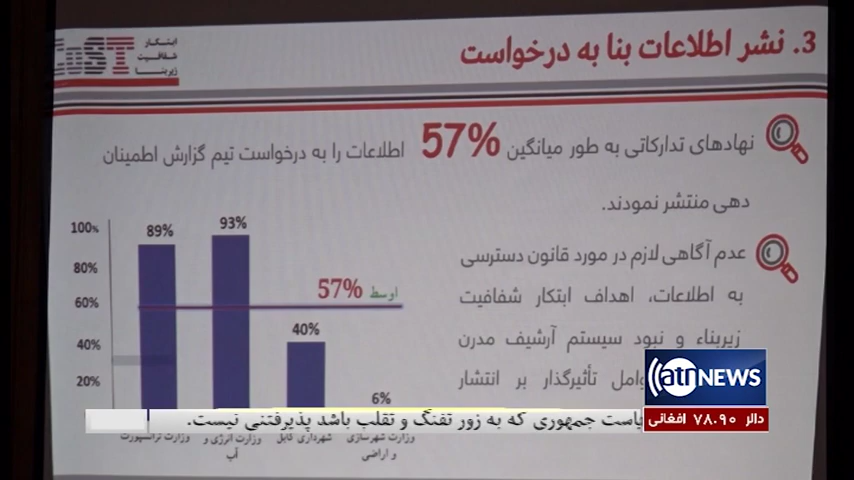 CoST
ابتکار
شفافیت
زیربنا
3. نشر اطلاعات بنا به درخواست
نهادهای تدارکاتی به طور میانگین 57% اطلاعات را به درخواست تیم گزارش اطمینان
دهی منتشر نمودند.
عدم آگاهی لازم در مورد قانون دسترسی
به اطلاعات، اهداف ابتکار شفافیت
زیربناء و نبود سیستم آرشیف مدرن
تأثیرگذار بر انتشار
100%
80%
60%
40%
20%
89%
93%
40%
6%
57% اوسط
وزارت ترانسپورت
وزارت انرژی و
آب
شهرداری کابل
وزارت شهرسازی
و اراضی
atn NEWS
دالر ۷۸.۹۰ افغانی
یاست جمهوری که به زور تفنگ و تقلب باشد پذیرفتنی نیست.